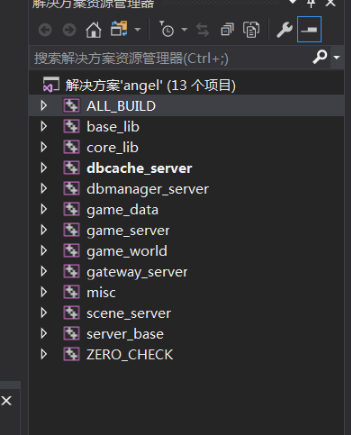 解决方案资源管理器
搜索解决方案资源管理器(Ctrl+;)
解决方案'angel' (13 个项目)
ALL_BUILD
base_lib
core_lib
dbcache_server
dbmanager_server
game_data
game_server
game_world
gateway_server
misc
scene_server
server_base
ZERO_CHECK